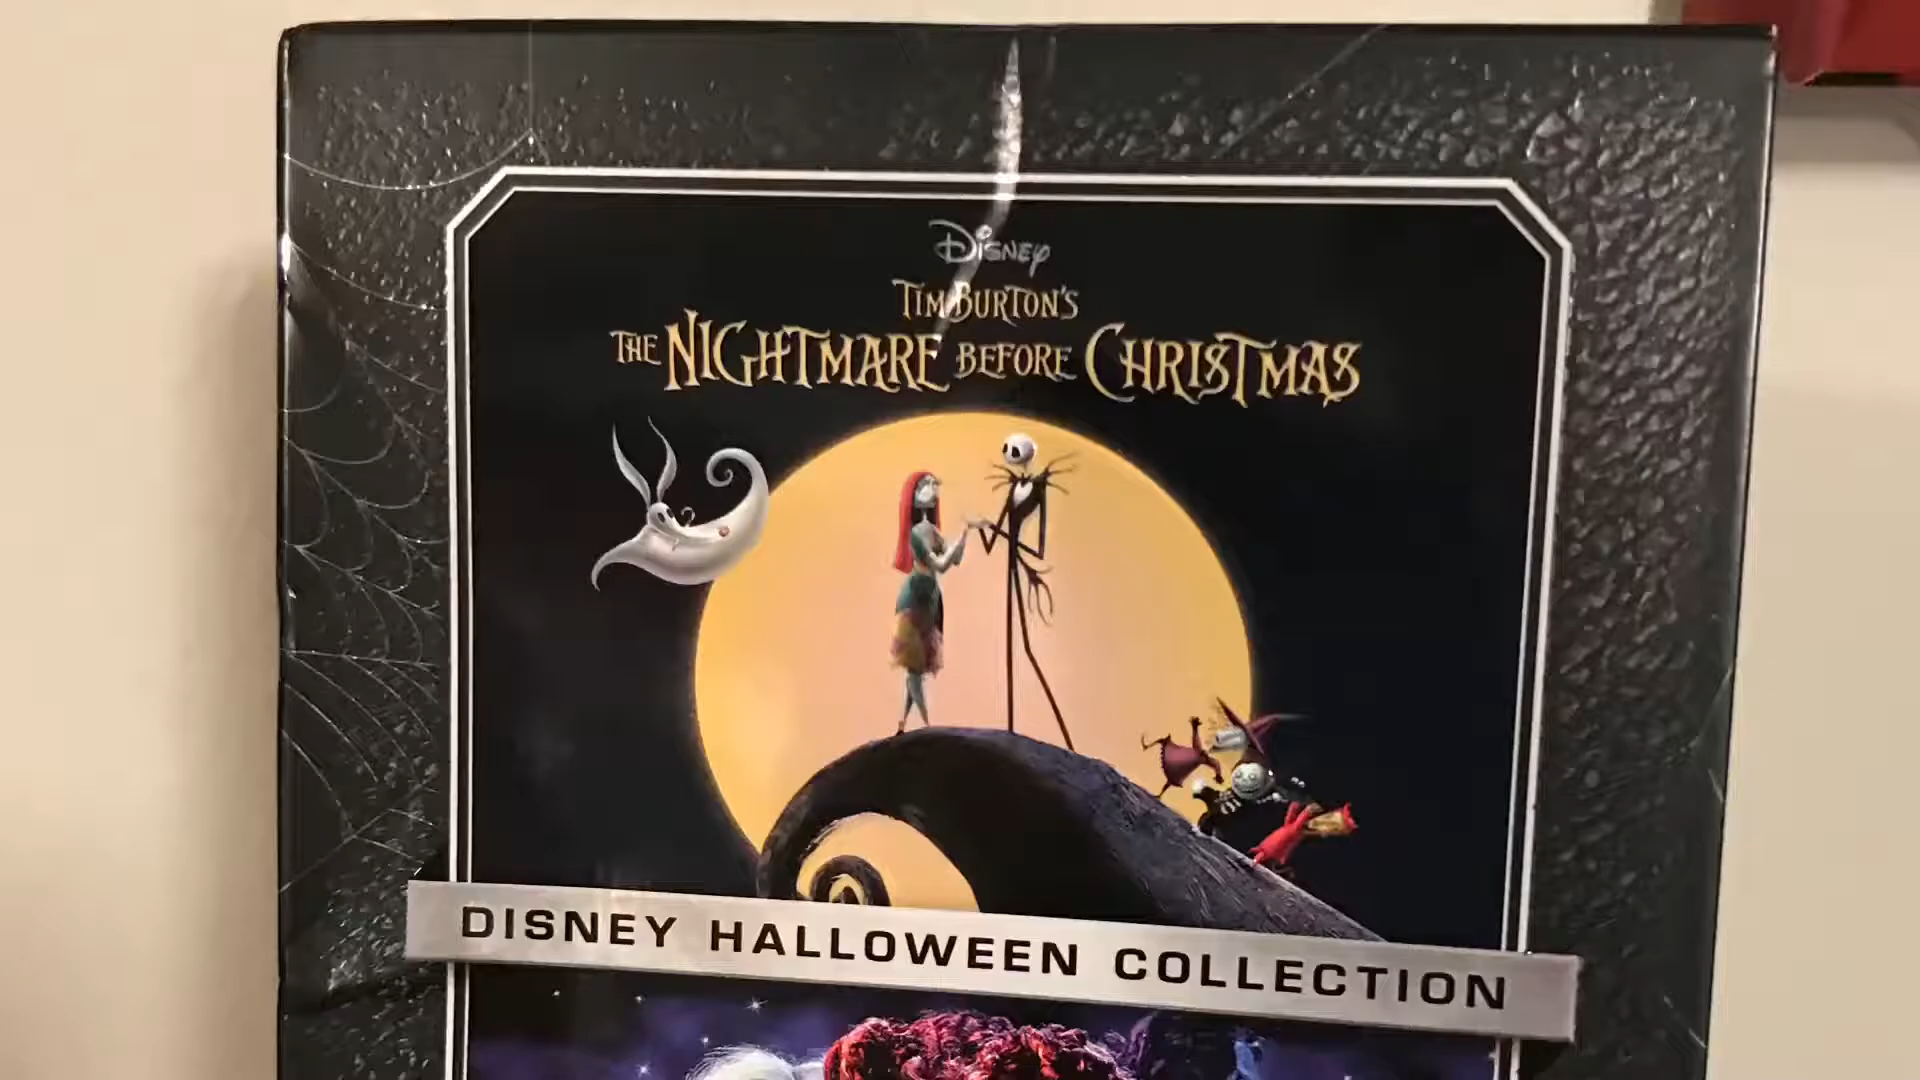 Disney
TIM BURTON'S
THE NIGHTMARE BEFORE CHRISTMAS
DISNEY HALLOWEEN COLLECTION